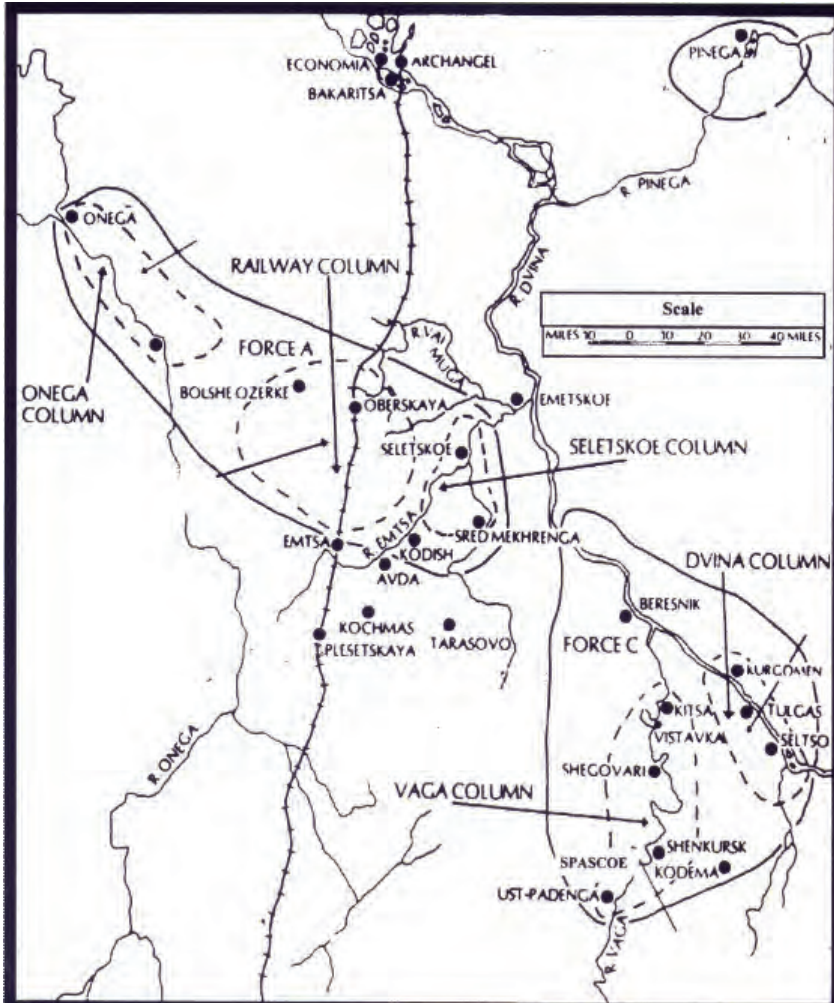 ECONOMIA
ARCHANGEL
BAKARITSA
PINEGA
R. PINEGA
ONEGA
RAILWAY COLUMN
R. DVINA
Scale
MILES 10 0 10 20 30 40 MILES
R. VAI
MUGA
FORCE A
ONEGA
COLUMN
BOLSHE OZERKE
OBERSKAYA
EMETSKOE
SELETSKOE
SELETSKOE COLUMN
EMTSA
R. EMTSA
KODISH
SRED MEKHRENGA
AVDA
DVINA COLUMN
BERESNIK
KOCHMAS
PLESETSKAYA
TARASOVO
FORCE C
KURGOMEN
KITSA
TULGAS
VISTAVKA
SELTSO
R. ONEGA
SHEGOVARI
VAGA COLUMN
SHENKURSK
SPASCOE
KODEMA
UST-PADENGA
R. VAGA